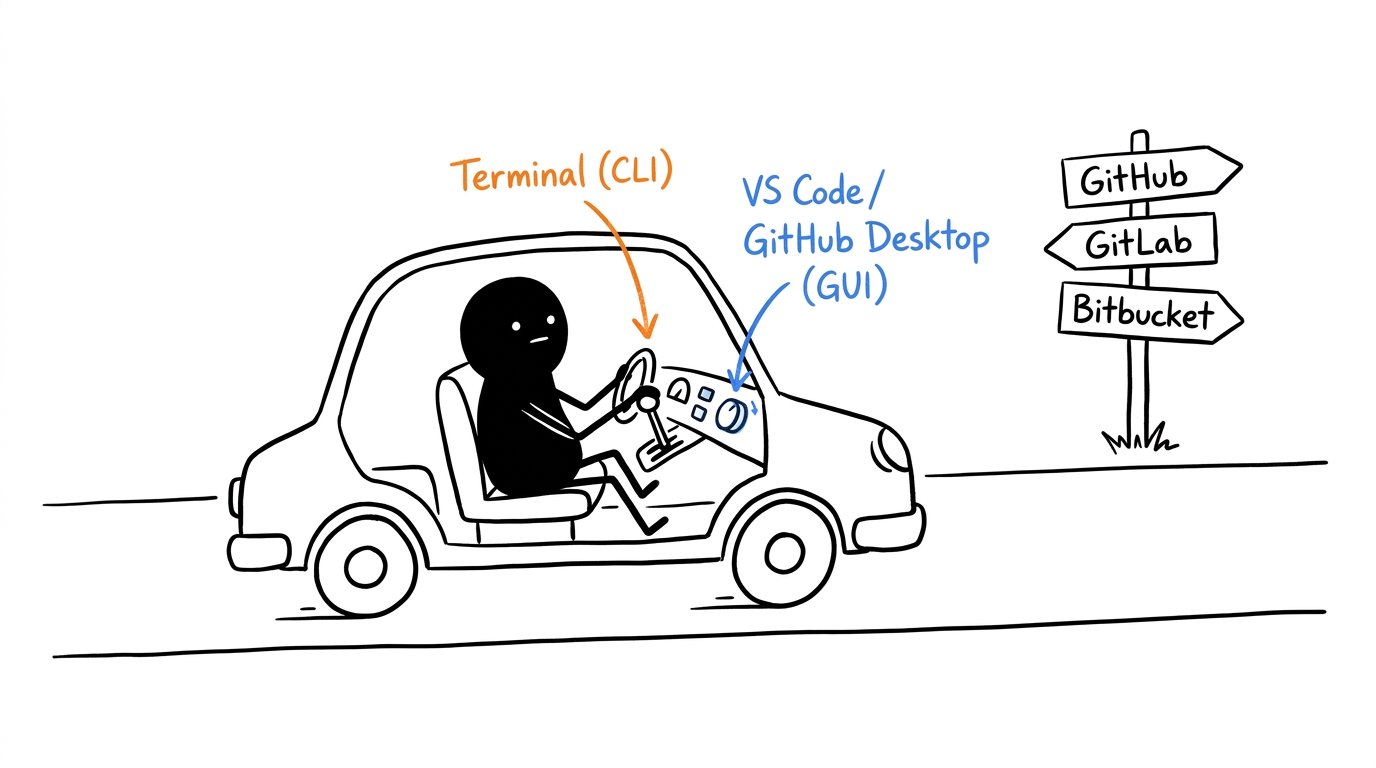 Terminal (CLI)
VS Code/
GitHub Desktop
(GUI)
GitHub
GitLab
Bitbucket